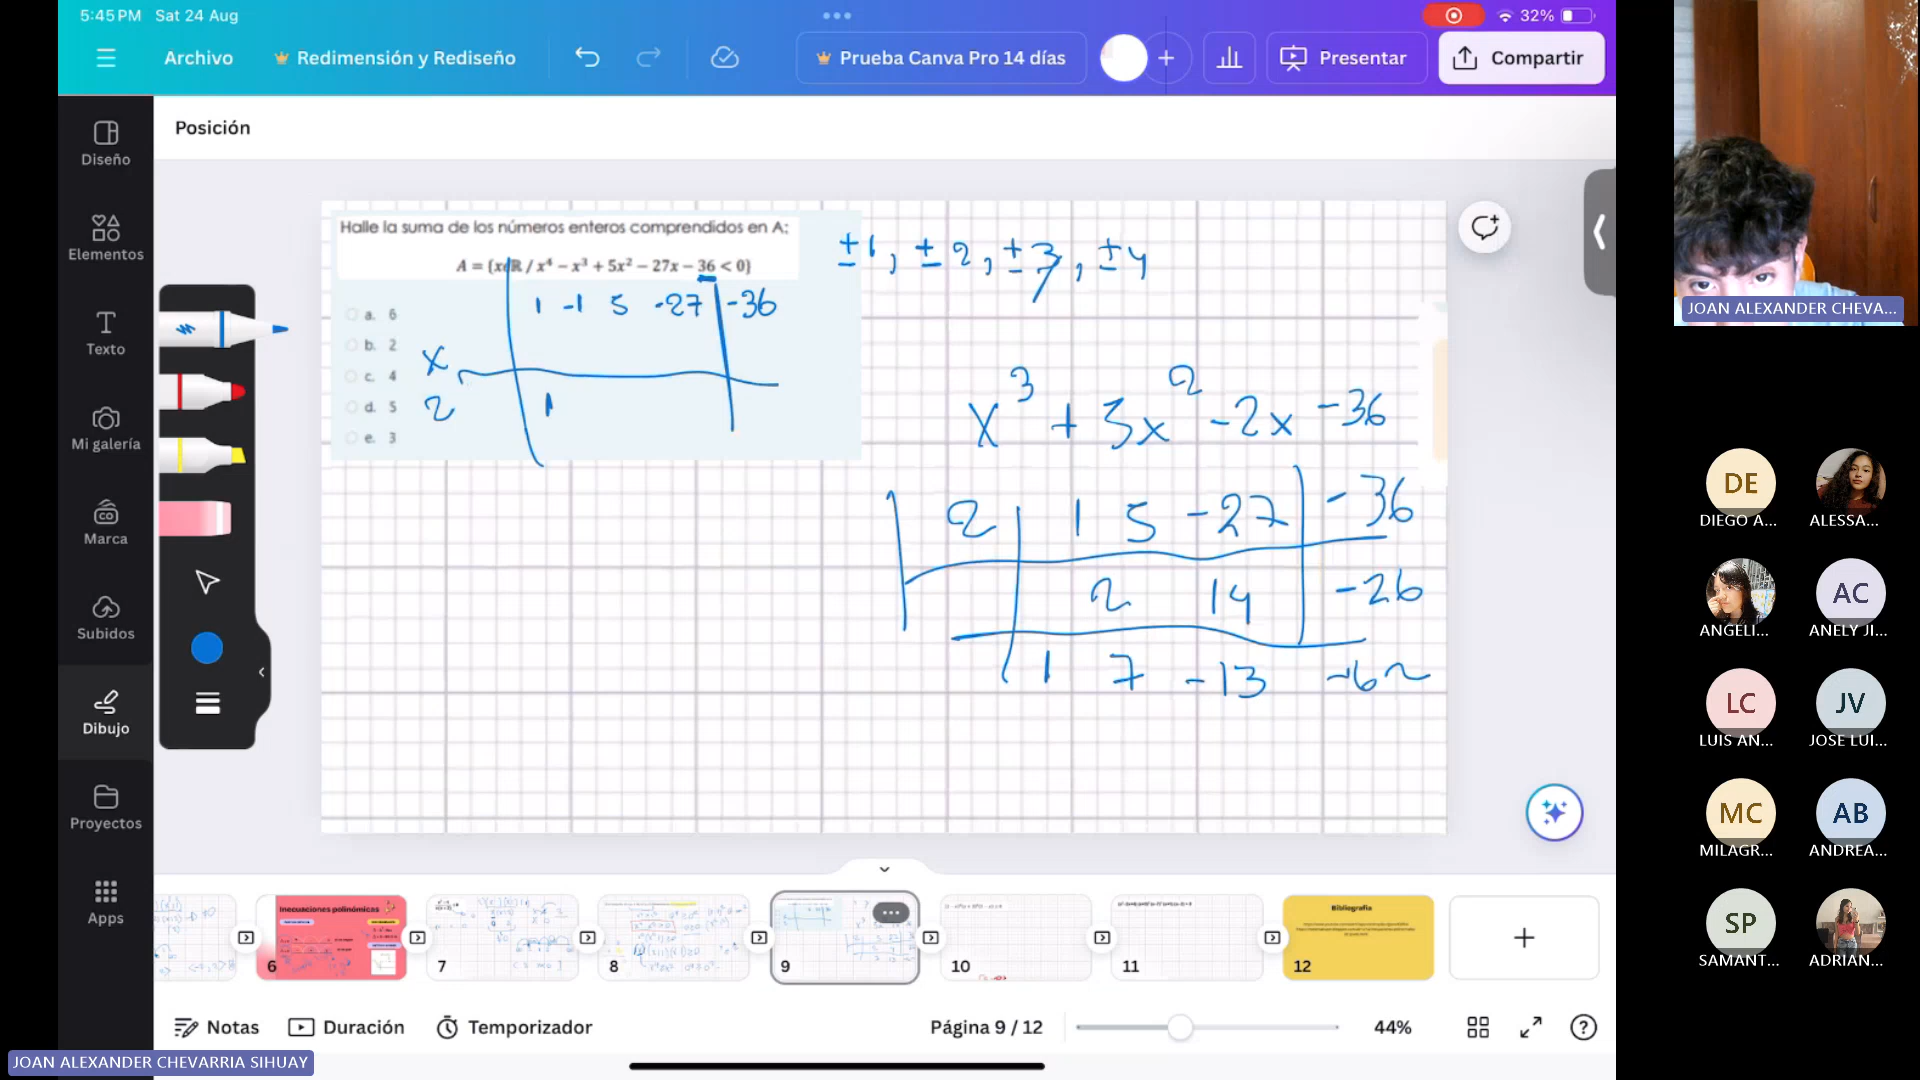 5:45 PM Sat 24 Aug
32%
Archivo
Redimensión y Rediseño
Prueba Canva Pro 14 días
Presentar
Compartir
Posición
Diseño
Elementos
Texto
Mi galería
Marca
Subidos
Dibujo
Proyectos
Apps
Halle la suma de los números enteros comprendidos en A:
A = {xϵℝ / x⁴ − x³ + 5x² − 27x − 36 < 0}
a. 6
b. 2
c. 4
d. 5
e. 3
1 -1 5 -27 -36
x
2 1
±1, ±2, ±3, ±4
x³ + 5x² - 2x - 36
2 1 5 -27 -36
2 14 -26
1 7 -13 -62
6
Inecuaciones polinómicas
7
8
9
10
11
Bibliografía
12
Notas
Duración
Temporizador
Página 9 / 12
44%
JOAN ALEXANDER CHEVARRIA SIHUAY
JOAN ALEXANDER CHEVA...
DE
DIEGO A...
ALESSA...
ANGELI...
AC
ANELY JI...
LC
LUIS AN...
JV
JOSE LUI...
MC
MILAGR...
AB
ANDREA...
SP
SAMANT...
ADRIAN...